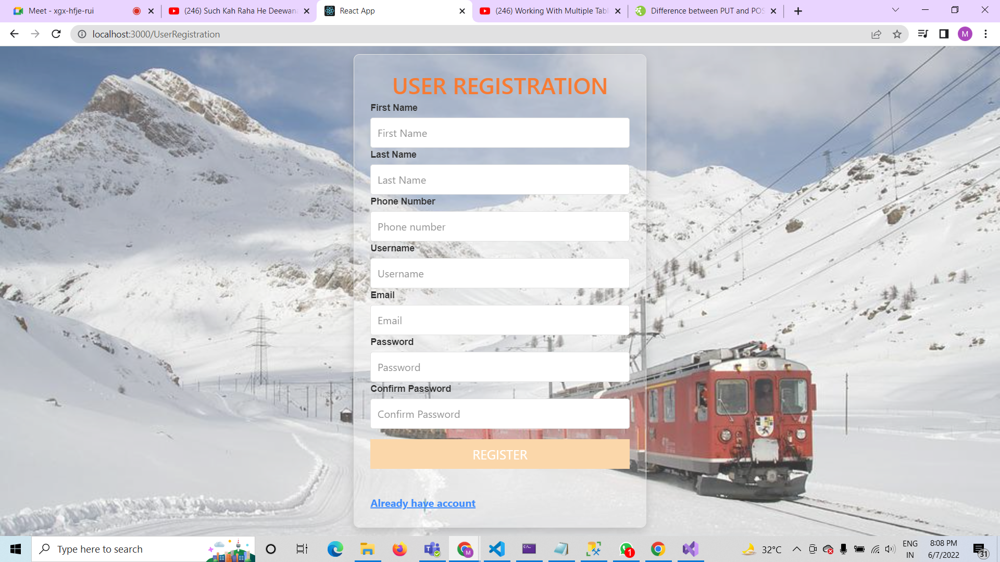 Meet - xgx-hfje-rui
(246) Such Kah Raha He Deewana
React App
(246) Working With Multiple Tabl
Difference between PUT and POS
localhost:3000/UserRegistration
M
USER REGISTRATION
First Name
First Name
Last Name
Last Name
Phone Number
Phone number
Username
Username
Email
Email
Password
Password
Confirm Password
Confirm Password
REGISTER
Already have account
47
Type here to search
M
1
32°C
ENG
IN
8:08 PM
6/7/2022
31